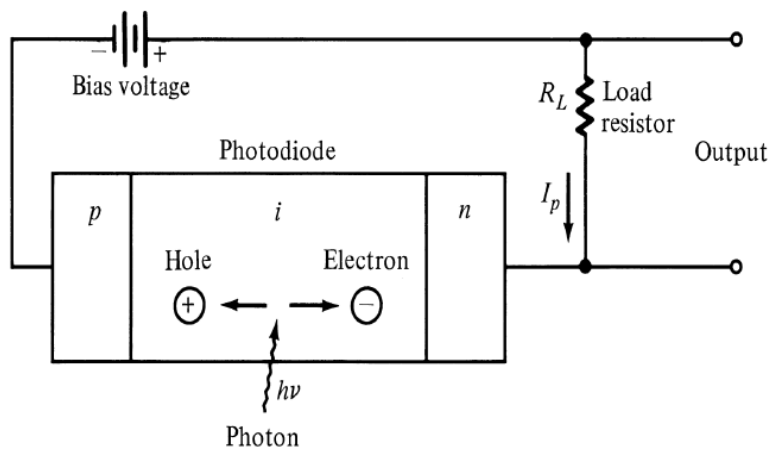 − +
Bias voltage
R_L Load
resistor
Output
Photodiode
p i n
I_p
Hole Electron
+ −
hν
Photon